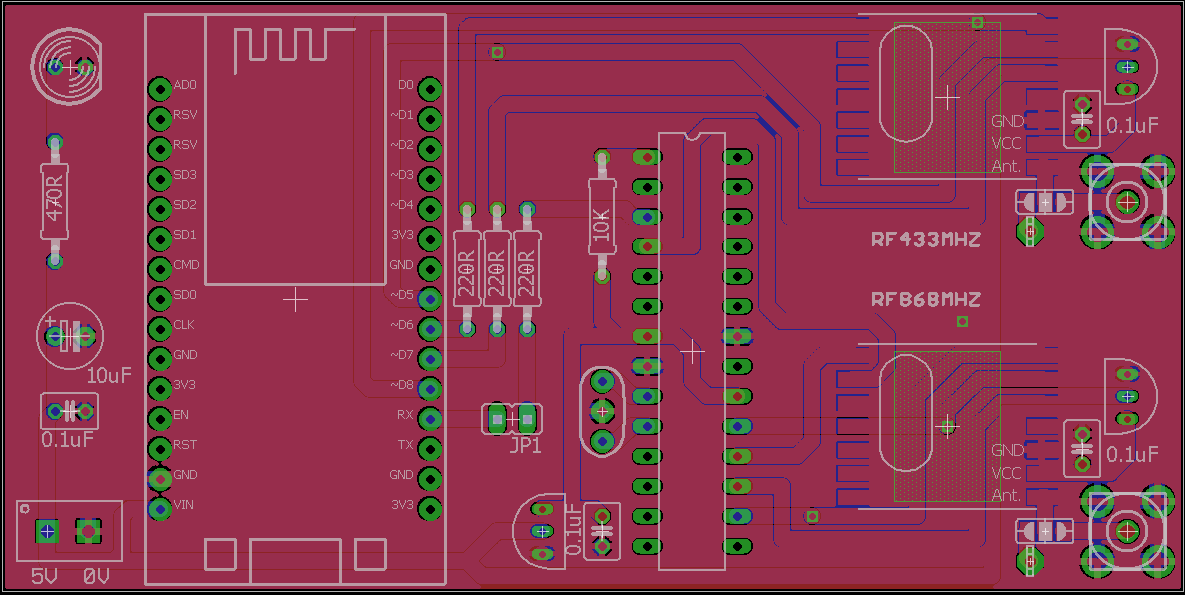 AD0
RSV
RSV
SD3
SD2
SD1
CMD
SD0
CLK
GND
3V3
EN
RST
GND
VIN
D0
~D1
~D2
~D3
~D4
3V3
GND
~D5
~D6
~D7
~D8
RX
TX
GND
3V3
470R
+
10uF
0.1uF
5V 0V
220R
220R
220R
10K
JP1
0.1uF
GND
VCC
Ant.
0.1uF
RF433MHZ
RF868MHZ
GND
VCC
Ant.
0.1uF